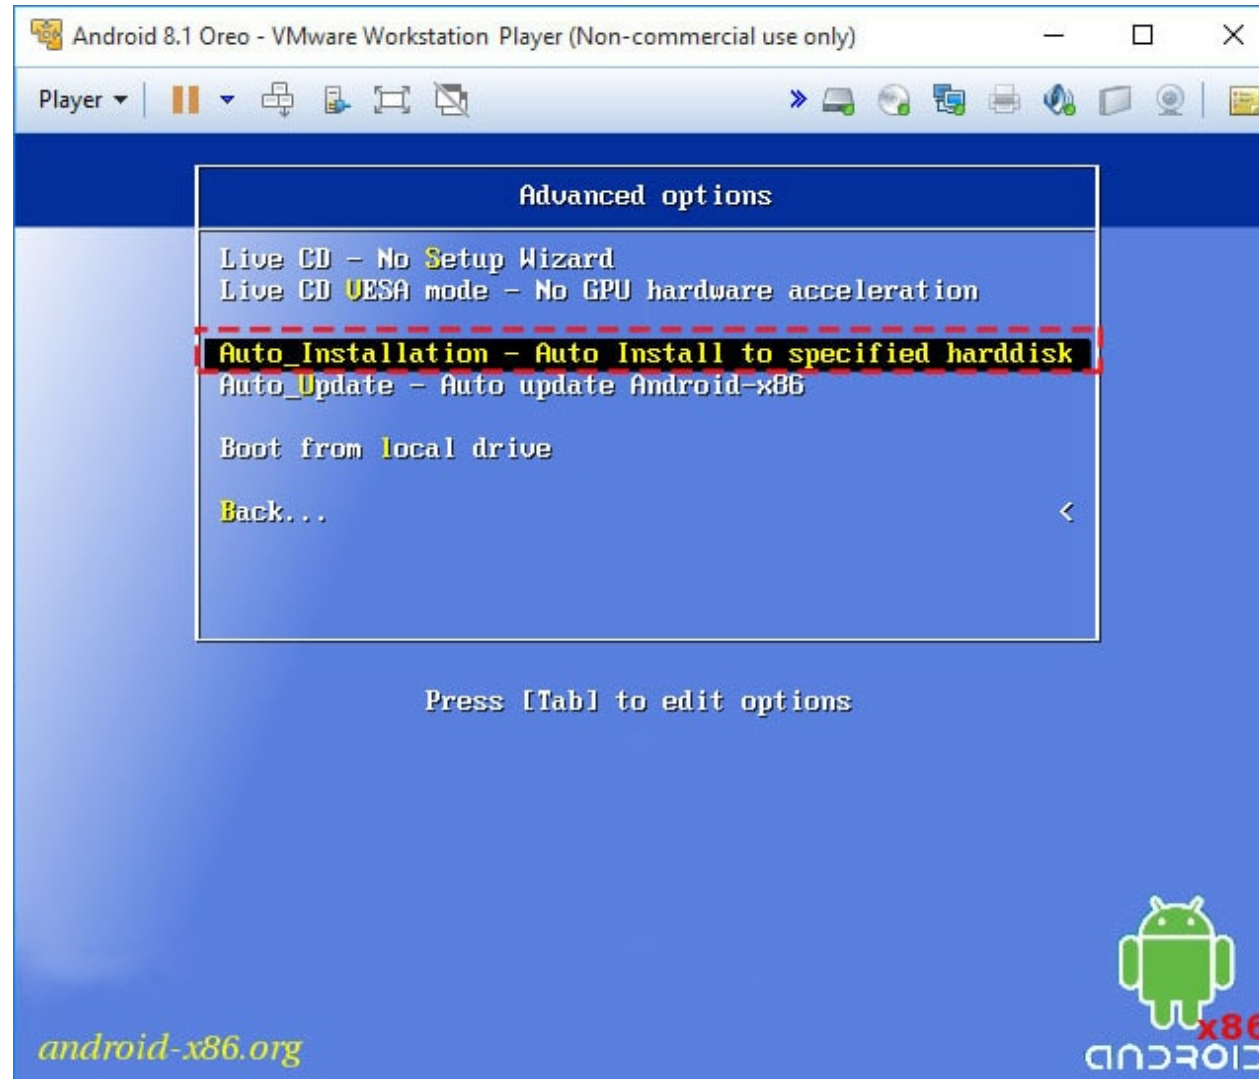 Android 8.1 Oreo - VMware Workstation Player (Non-commercial use only)
Player
Advanced options
Live CD - No Setup Wizard
Live CD VESA mode - No GPU hardware acceleration
Auto_Installation - Auto Install to specified harddisk
Auto_Update - Auto update Android-x86
Boot from local drive
Back... <
Press [Tab] to edit options
android-x86.org
x86
ANDROID